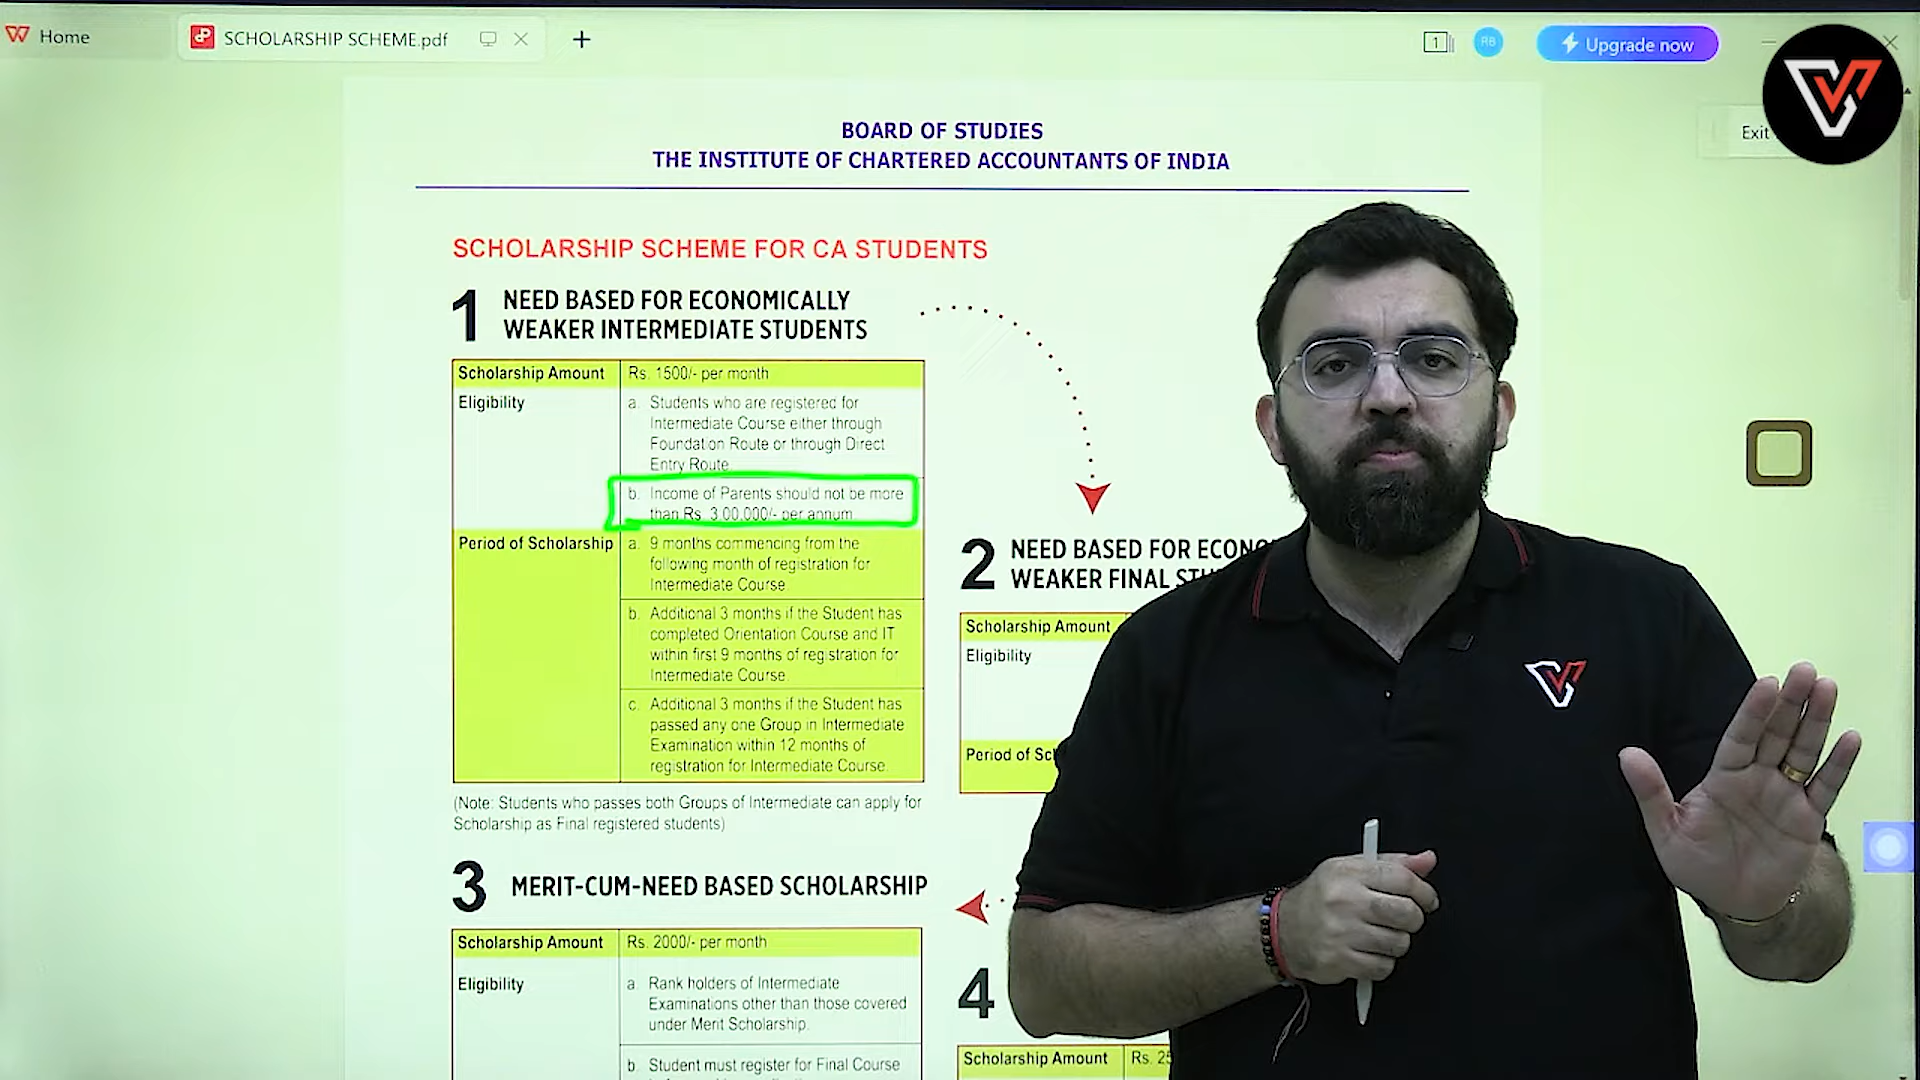 Home
SCHOLARSHIP SCHEME.pdf
1
RB
Upgrade now
Exit
BOARD OF STUDIES
THE INSTITUTE OF CHARTERED ACCOUNTANTS OF INDIA
SCHOLARSHIP SCHEME FOR CA STUDENTS
1 NEED BASED FOR ECONOMICALLY
WEAKER INTERMEDIATE STUDENTS
Scholarship Amount Rs. 1500/- per month
Eligibility a. Students who are registered for
Intermediate Course either through
Foundation Route or through Direct
Entry Route.
b. Income of Parents should not be more
than Rs. 3,00,000/- per annum.
Period of Scholarship a. 9 months commencing from the
following month of registration for
Intermediate Course.
b. Additional 3 months if the Student has
completed Orientation Course and IT
within first 9 months of registration for
Intermediate Course.
c. Additional 3 months if the Student has
passed any one Group in Intermediate
Examination within 12 months of
registration for Intermediate Course.
(Note: Students who passes both Groups of Intermediate can apply for
Scholarship as Final registered students)
2 NEED BASED FOR
WEAKER FINAL
Scholarship Amount
Eligibility
Period of
3 MERIT-CUM-NEED BASED SCHOLARSHIP
Scholarship Amount Rs. 2000/- per month
Eligibility a. Rank holders of Intermediate
Examinations other than those covered
under Merit Scholarship.
b. Student must register for Final Course
4
Scholarship Amount Rs. 25